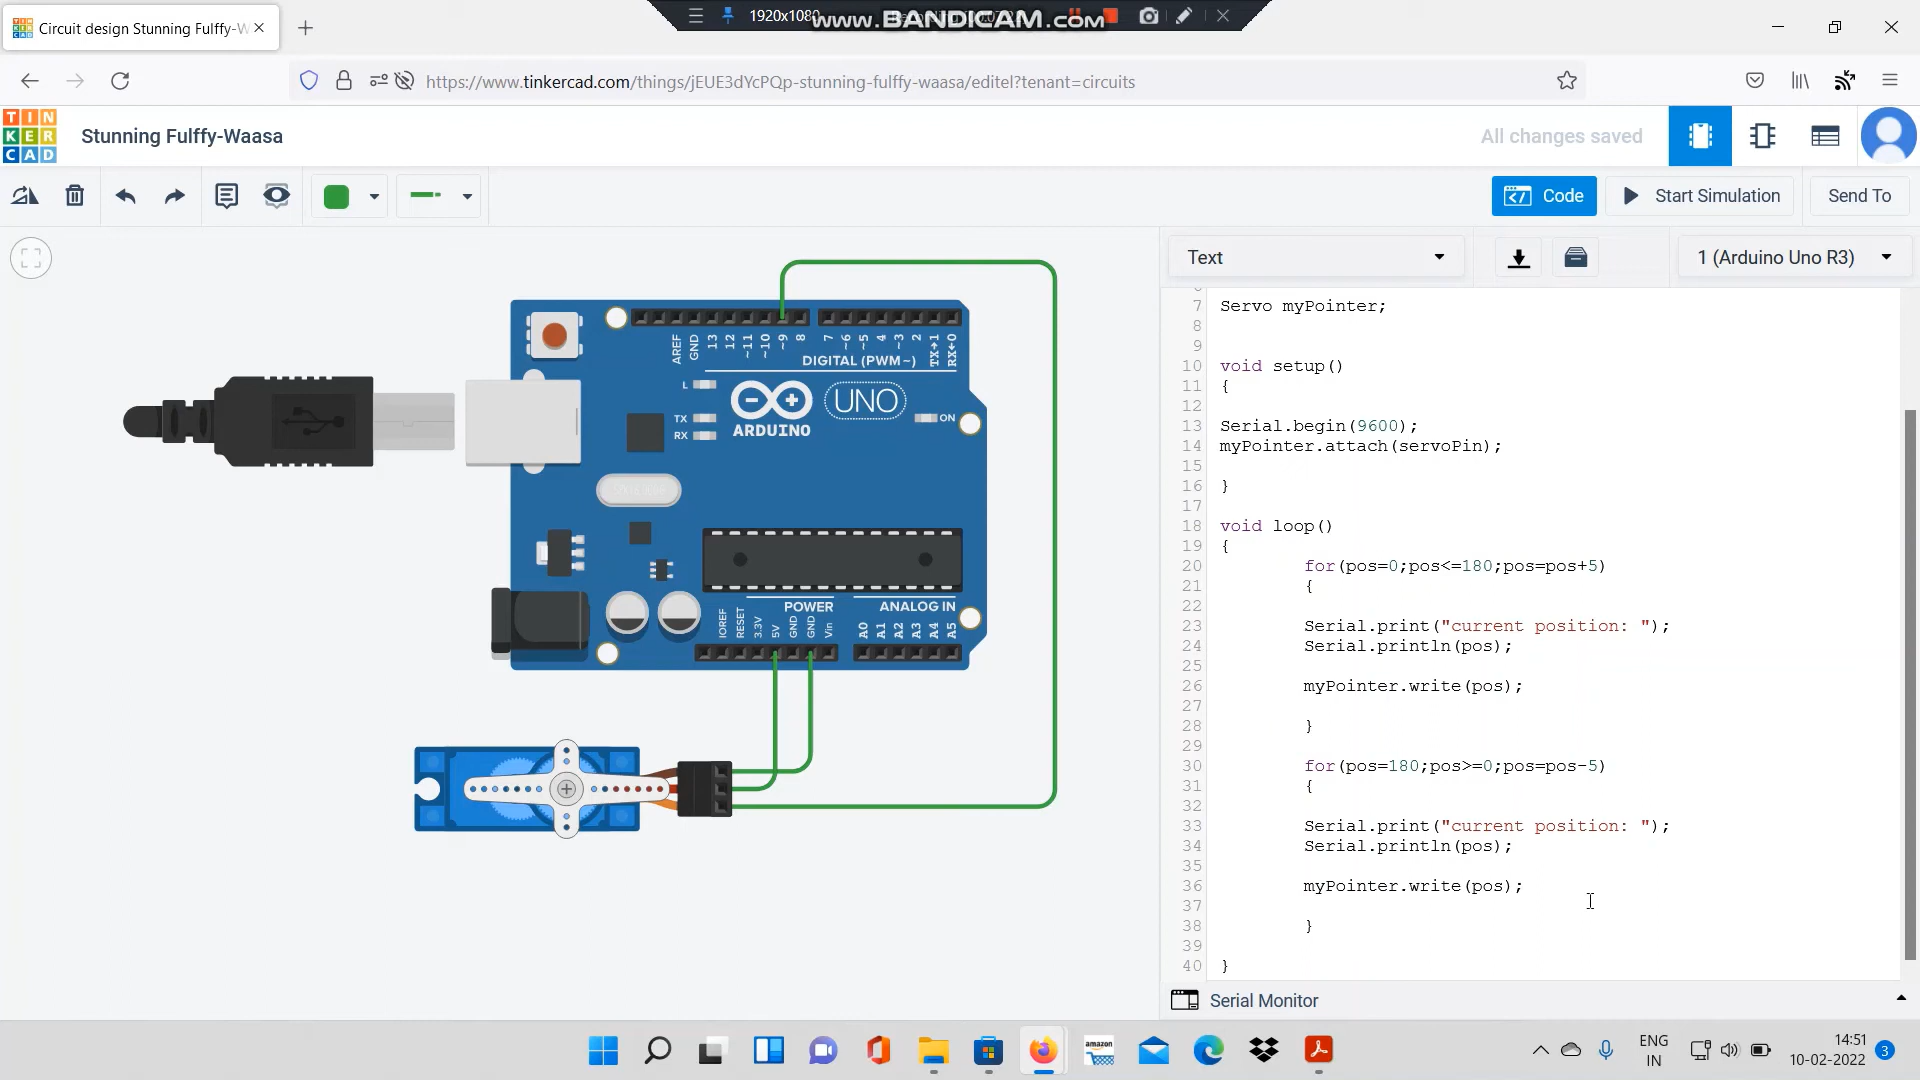 Circuit design Stunning Fulffy-W
1920x1080
www.BANDICAM.com
https://www.tinkercad.com/things/jEUE3dYcPQp-stunning-fulffy-waasa/editel?tenant=circuits
TIN
KER
CAD
Stunning Fulffy-Waasa
All changes saved
Code
Start Simulation
Send To
Text
1 (Arduino Uno R3)
AREF
GND
13
12
~11
~10
~9
8
7
~6
~5
4
~3
2
TX→1
RX←0
DIGITAL (PWM~)
L
TX
RX
ARDUINO
UNO
ON
POWER
ANALOG IN
IOREF
RESET
3.3V
5V
GND
GND
Vin
A0
A1
A2
A3
A4
A5
7 Servo myPointer;
8
9
10 void setup()
11 {
12
13 Serial.begin(9600);
14 myPointer.attach(servoPin);
15
16 }
17
18 void loop()
19 {
20 for(pos=0;pos<=180;pos=pos+5)
21 {
22
23 Serial.print("current position: ");
24 Serial.println(pos);
25
26 myPointer.write(pos);
27
28 }
29
30 for(pos=180;pos>=0;pos=pos-5)
31 {
32
33 Serial.print("current position: ");
34 Serial.println(pos);
35
36 myPointer.write(pos);
37
38 }
39
40 }
Serial Monitor
amazon
ENG
IN
14:51
10-02-2022
3